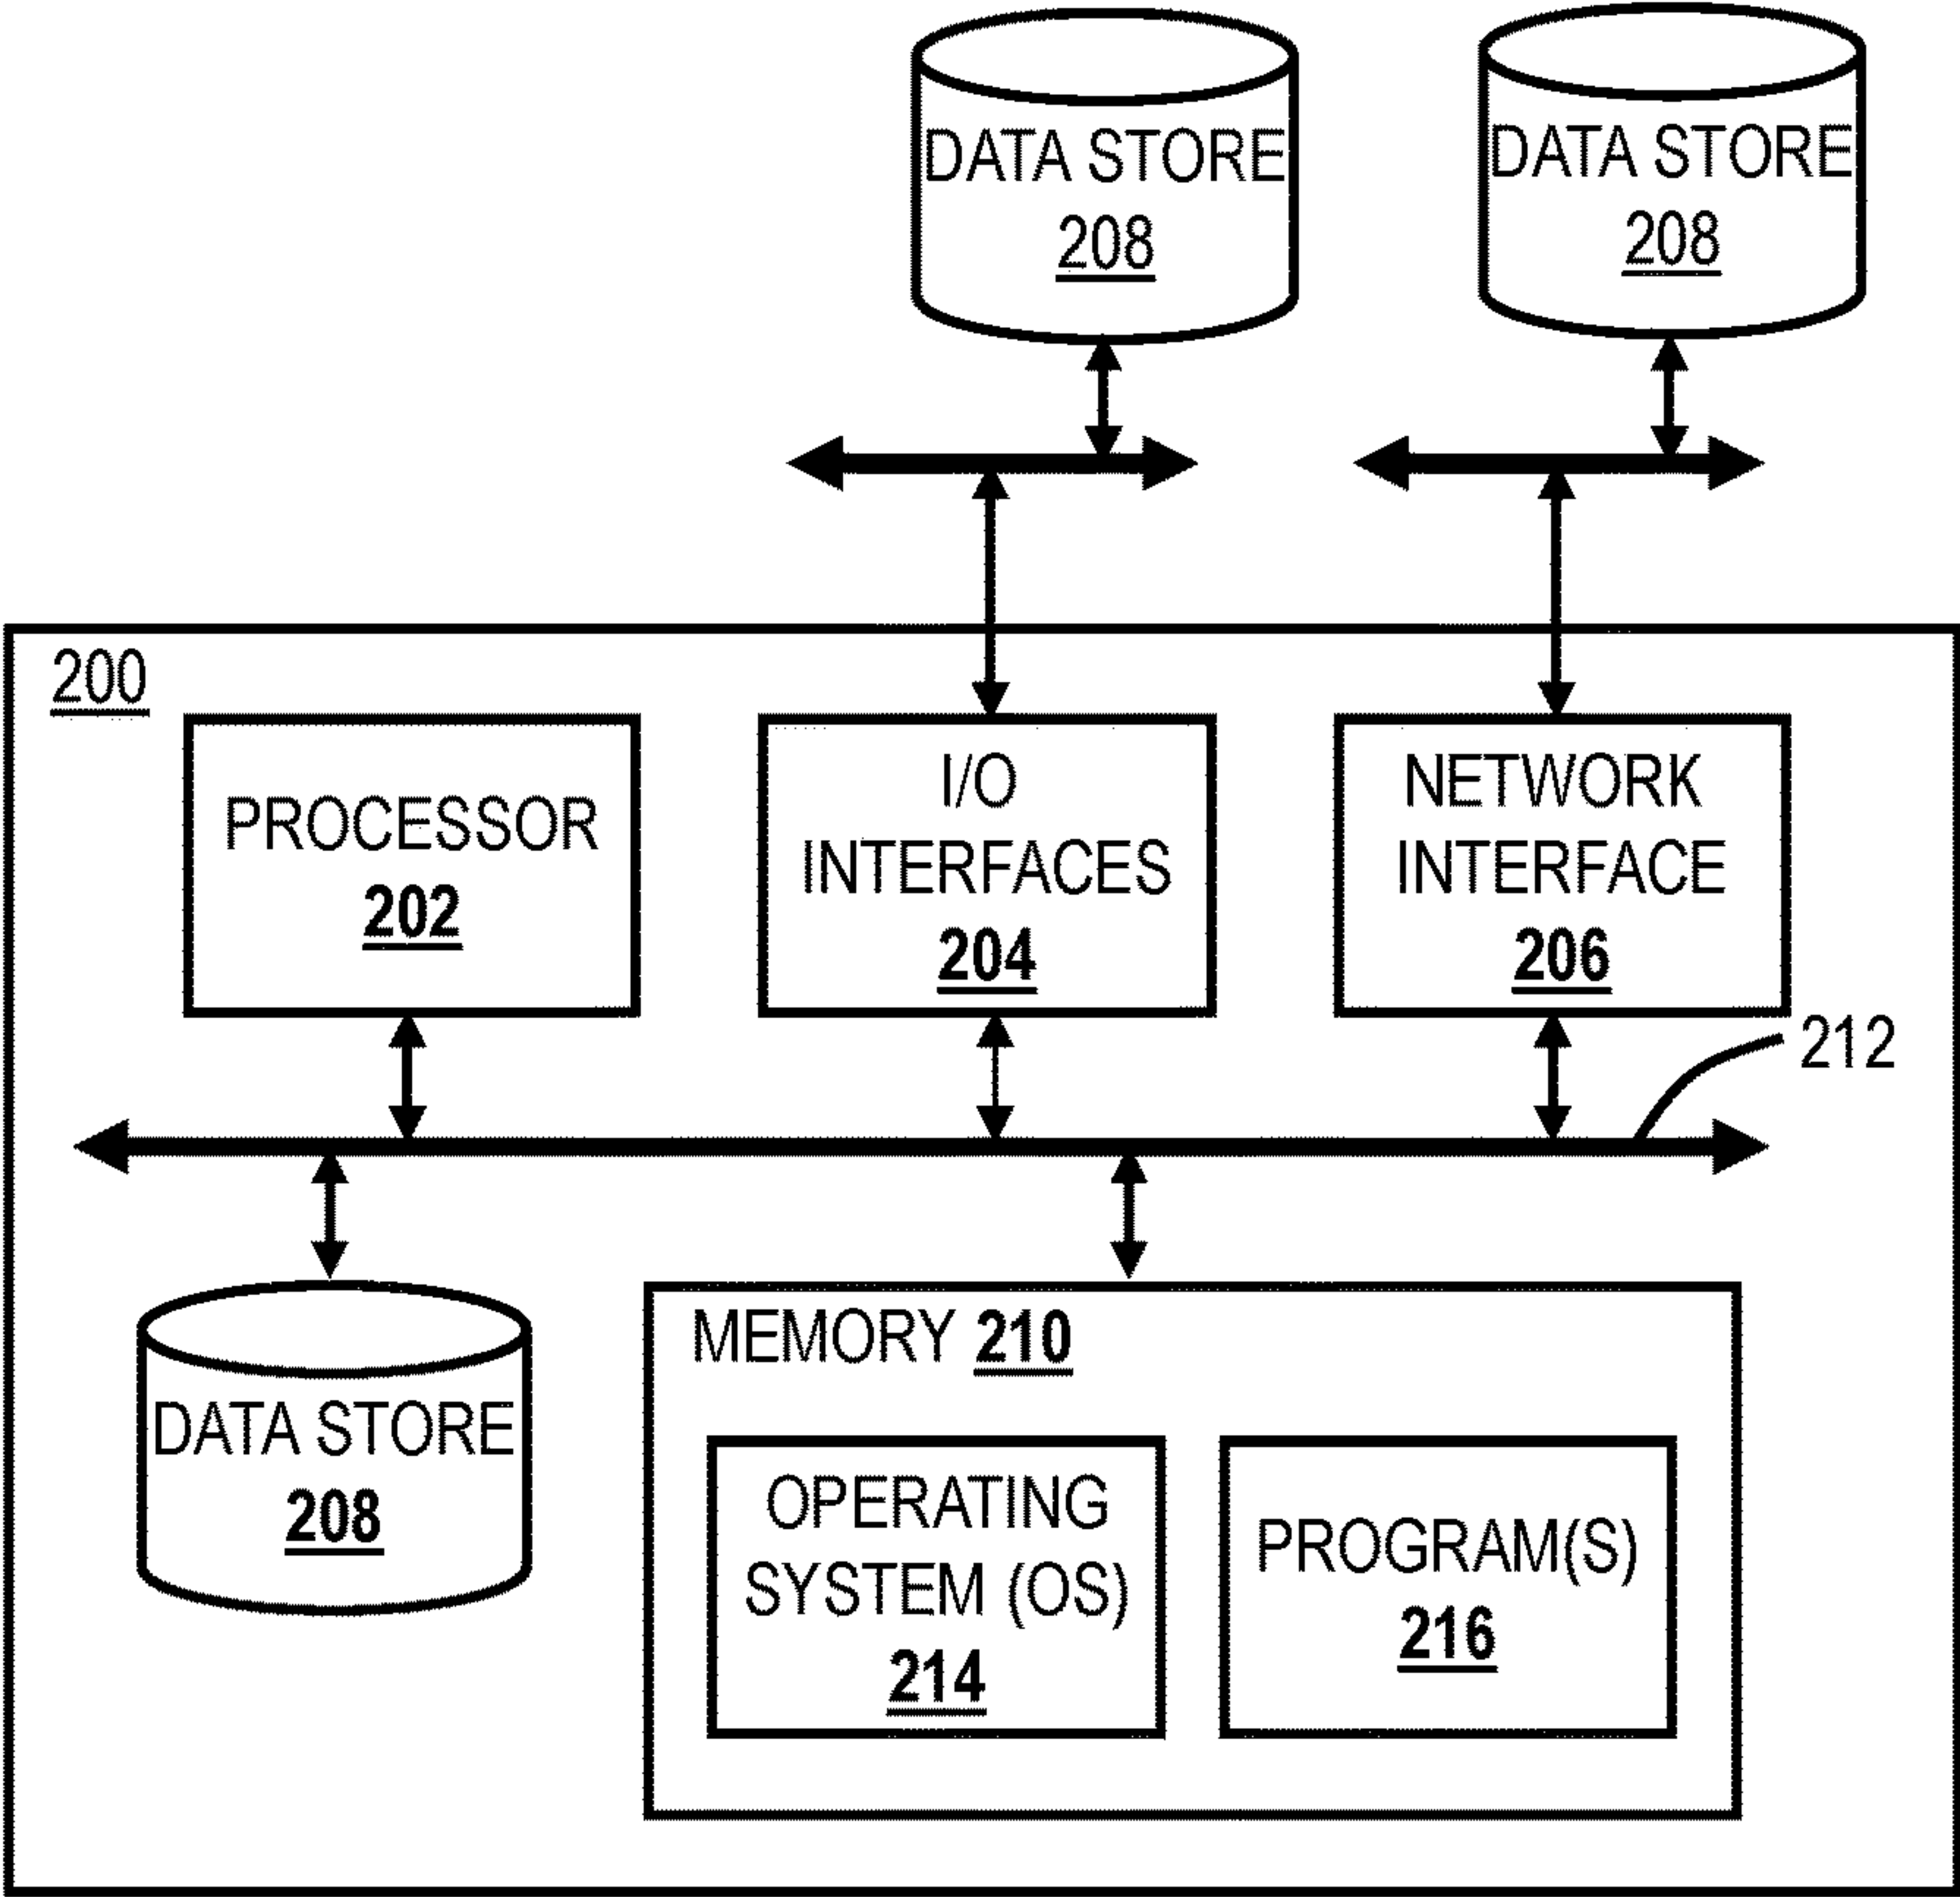 DATA STORE
208
DATA STORE
208
200
PROCESSOR
202
I/O
INTERFACES
204
NETWORK
INTERFACE
206
212
DATA STORE
208
MEMORY 210
OPERATING
SYSTEM (OS)
214
PROGRAM(S)
216